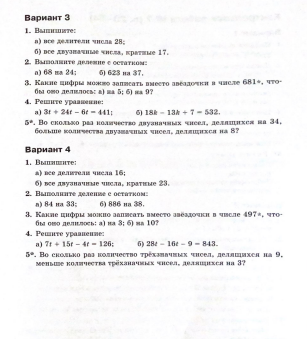 Вариант 3
1. Выпишите:
а) все делители числа 28;
б) все двузначные числа, кратные 17.
2. Выполните деление с остатком:
а) 68 на 24; б) 623 на 37.
3. Какие цифры можно записать вместо звёздочки в числе 681*, что-
бы оно делилось: а) на 5; б) на 9?
4. Решите уравнение:
а) 3t + 24t − 6t = 441; б) 18k − 13k + 7 = 532.
5*. Во сколько раз количество двузначных чисел, делящихся на 34,
больше количества двузначных чисел, делящихся на 8?
Вариант 4
1. Выпишите:
а) все делители числа 16;
б) все двузначные числа, кратные 23.
2. Выполните деление с остатком:
а) 84 на 33; б) 886 на 38.
3. Какие цифры можно записать вместо звёздочки в числе 497*, что-
бы оно делилось: а) на 3; б) на 10?
4. Решите уравнение:
а) 7t + 15t − 4t = 126; б) 28t − 16t − 9 = 843.
5*. Во сколько раз количество трёхзначных чисел, делящихся на 9,
меньше количества трёхзначных чисел, делящихся на 3?